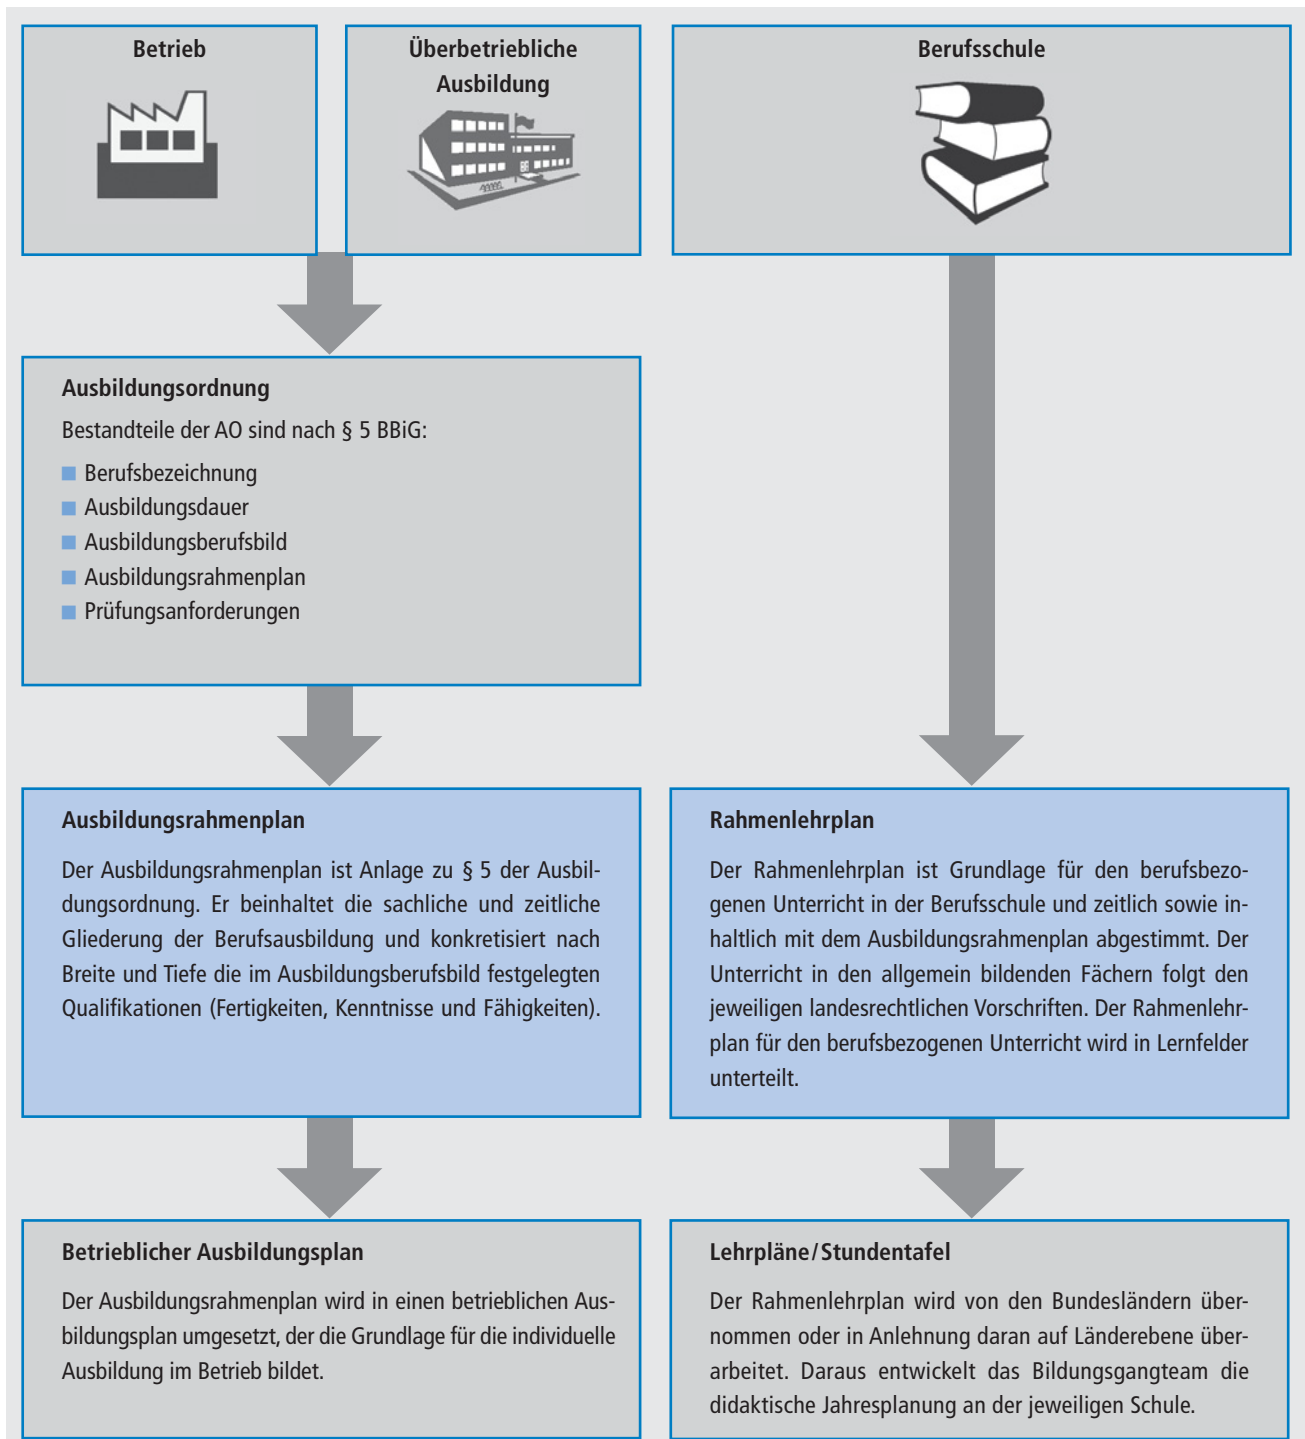 Betrieb
Überbetriebliche
Ausbildung
Berufsschule
Ausbildungsordnung
Bestandteile der AO sind nach § 5 BBiG:
Berufsbezeichnung
Ausbildungsdauer
Ausbildungsberufsbild
Ausbildungsrahmenplan
Prüfungsanforderungen
Ausbildungsrahmenplan
Der Ausbildungsrahmenplan ist Anlage zu § 5 der Ausbil-
dungsordnung. Er beinhaltet die sachliche und zeitliche
Gliederung der Berufsausbildung und konkretisiert nach
Breite und Tiefe die im Ausbildungsberufsbild festgelegten
Qualifikationen (Fertigkeiten, Kenntnisse und Fähigkeiten).
Rahmenlehrplan
Der Rahmenlehrplan ist Grundlage für den berufsbezo-
genen Unterricht in der Berufsschule und zeitlich sowie in-
haltlich mit dem Ausbildungsrahmenplan abgestimmt. Der
Unterricht in den allgemein bildenden Fächern folgt den
jeweiligen landesrechtlichen Vorschriften. Der Rahmenlehr-
plan für den berufsbezogenen Unterricht wird in Lernfelder
unterteilt.
Betrieblicher Ausbildungsplan
Der Ausbildungsrahmenplan wird in einen betrieblichen Aus-
bildungsplan umgesetzt, der die Grundlage für die individuelle
Ausbildung im Betrieb bildet.
Lehrpläne/Stundentafel
Der Rahmenlehrplan wird von den Bundesländern über-
nommen oder in Anlehnung daran auf Länderebene über-
arbeitet. Daraus entwickelt das Bildungsgangteam die
didaktische Jahresplanung an der jeweiligen Schule.